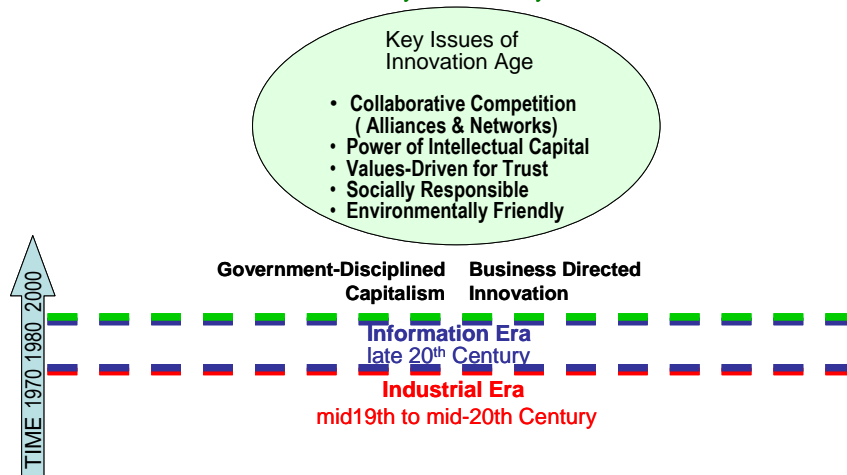 Key Issues of
Innovation Age
• Collaborative Competition
( Alliances & Networks)
• Power of Intellectual Capital
• Values-Driven for Trust
• Socially Responsible
• Environmentally Friendly
Government-Disciplined Business Directed
Capitalism Innovation
Information Era
late 20th Century
Industrial Era
mid19th to mid-20th Century
TIME 1970 1980 2000